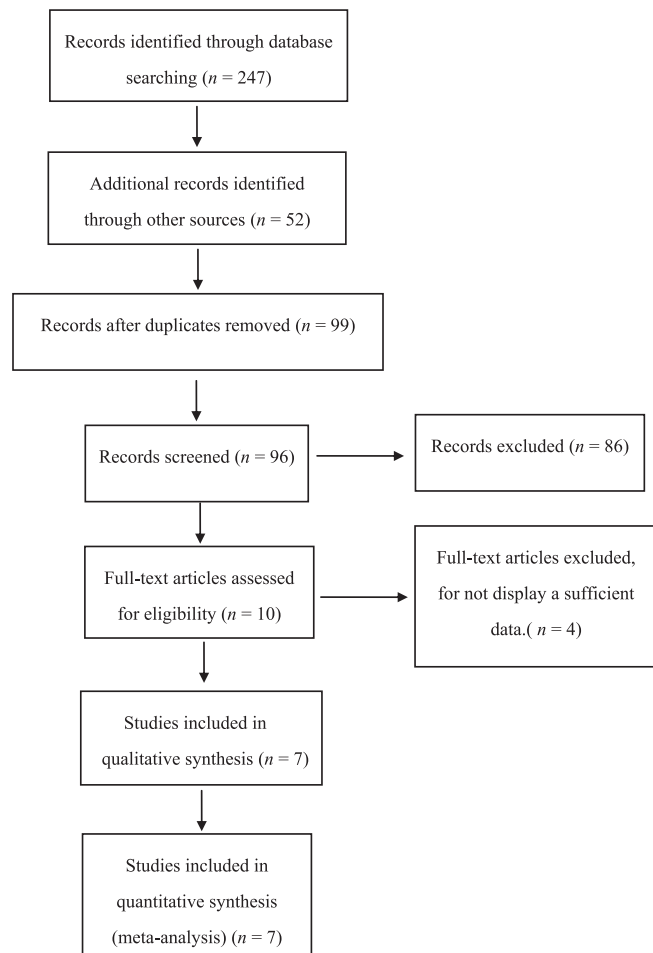 Records identified through database
searching (n = 247)
Additional records identified
through other sources (n = 52)
Records after duplicates removed (n = 99)
Records screened (n = 96)
Records excluded (n = 86)
Full-text articles assessed
for eligibility (n = 10)
Full-text articles excluded,
for not display a sufficient
data.( n = 4)
Studies included in
qualitative synthesis (n = 7)
Studies included in
quantitative synthesis
(meta-analysis) (n = 7)